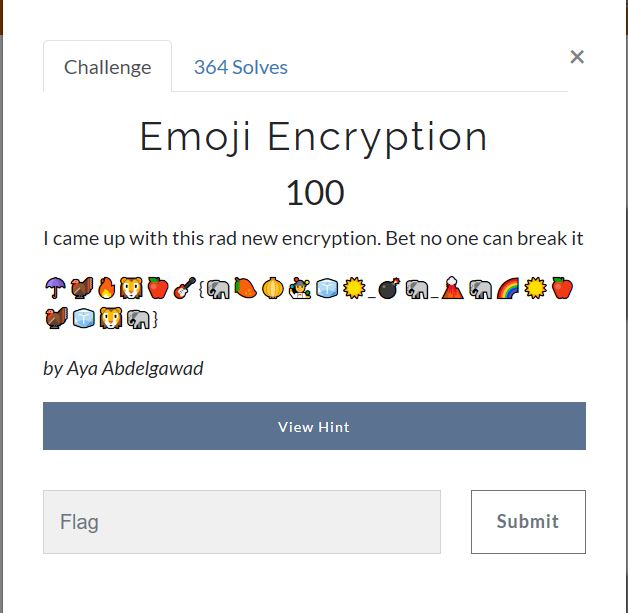 Challenge
364 Solves
×
Emoji Encryption
100
I came up with this rad new encryption. Bet no one can break it
☂️🦃🔥🦁🍎🎸{🐘🥭🧅👩‍🎨🧊☀️_💣🐘_🌋🐘🌈☀️🍎
🦃🧊🦁🐘}
by Aya Abdelgawad
View Hint
Flag
Submit